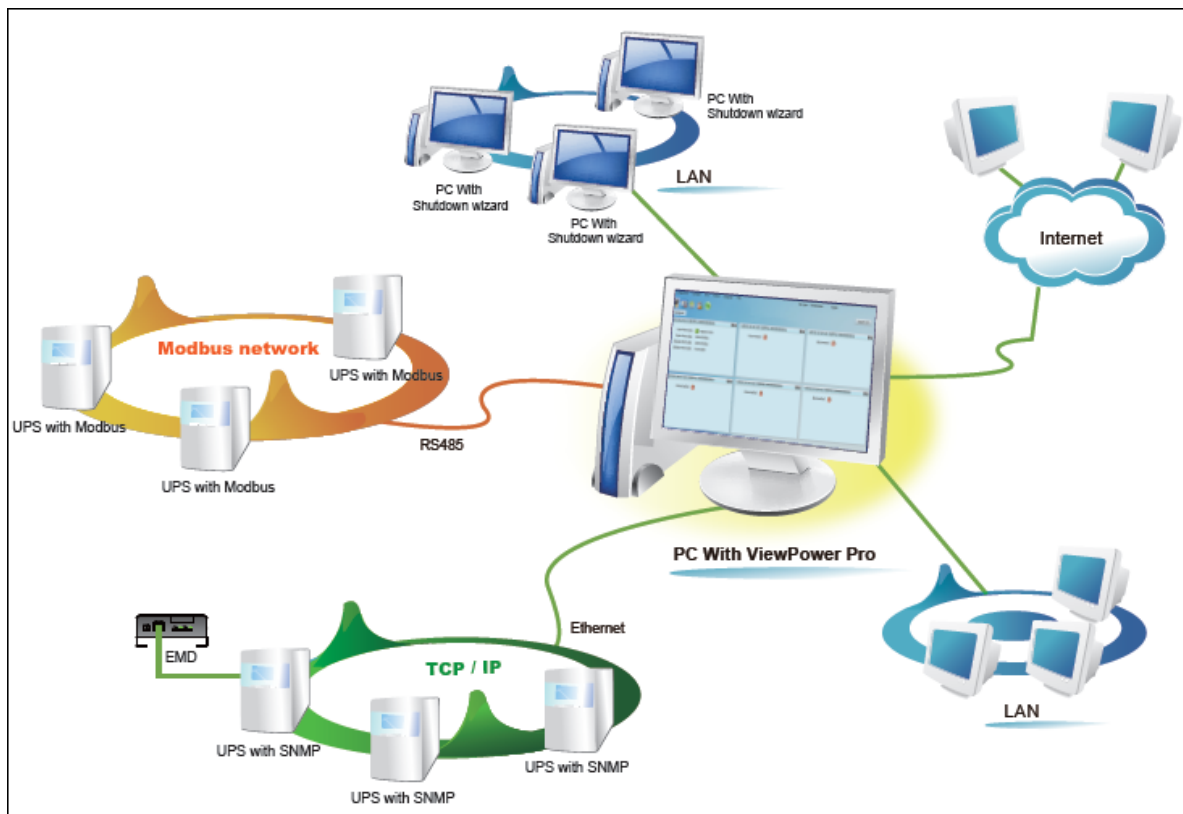 PC With
Shutdown wizard
PC With
Shutdown wizard
PC With
Shutdown wizard
LAN
Internet
Modbus network
UPS with Modbus
UPS with Modbus
UPS with Modbus
RS485
PC With ViewPower Pro
Ethernet
EMD
TCP / IP
UPS with SNMP
UPS with SNMP
UPS with SNMP
LAN